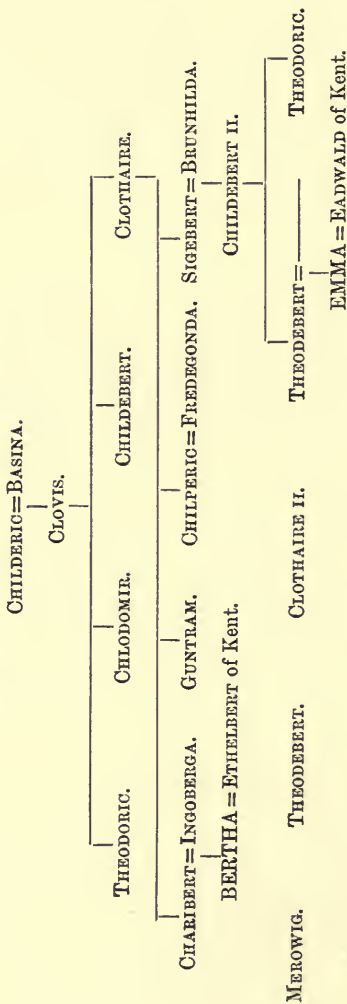 CHILDERIC=BASINA.
CLOVIS.
THEODORIC. CHLODOMIR. CHILDEBERT. CLOTHAIRE.
CHARIBERT=INGOBERGA. GUNTRAM. CHILPERIC=FREDEGONDA. SIGEBERT=BRUNHILDA.
BERTHA=ETHELBERT of Kent. CHILDEBERT II.
MEROWIG. THEODEBERT. CLOTHAIRE II. THEODEBERT= THEODORIC.
EMMA=EADWALD of Kent.